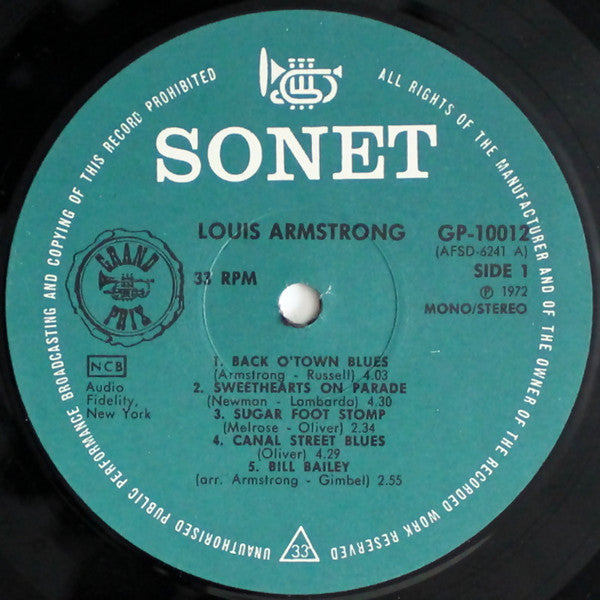 SONET
LOUIS ARMSTRONG
GP-10012
(AFSD-6241 A)
SIDE 1
Ⓟ 1972
MONO/STEREO
33 RPM
GRAND
PRIX
NCB
Audio
Fidelity,
New York
1. BACK O'TOWN BLUES
(Armstrong - Russell) 4.03
2. SWEETHEARTS ON PARADE
(Newman - Lombardo) 4.30
3. SUGAR FOOT STOMP
(Melrose - Oliver) 2.34
4. CANAL STREET BLUES
(Oliver) 4.29
5. BILL BAILEY
(arr. Armstrong - Gimbel) 2.55
33
ALL RIGHTS OF THE MANUFACTURER AND OF THE OWNER OF THE RECORDED WORK RESERVED
UNAUTHORISED PUBLIC PERFORMANCE BROADCASTING AND COPYING OF THIS RECORD PROHIBITED